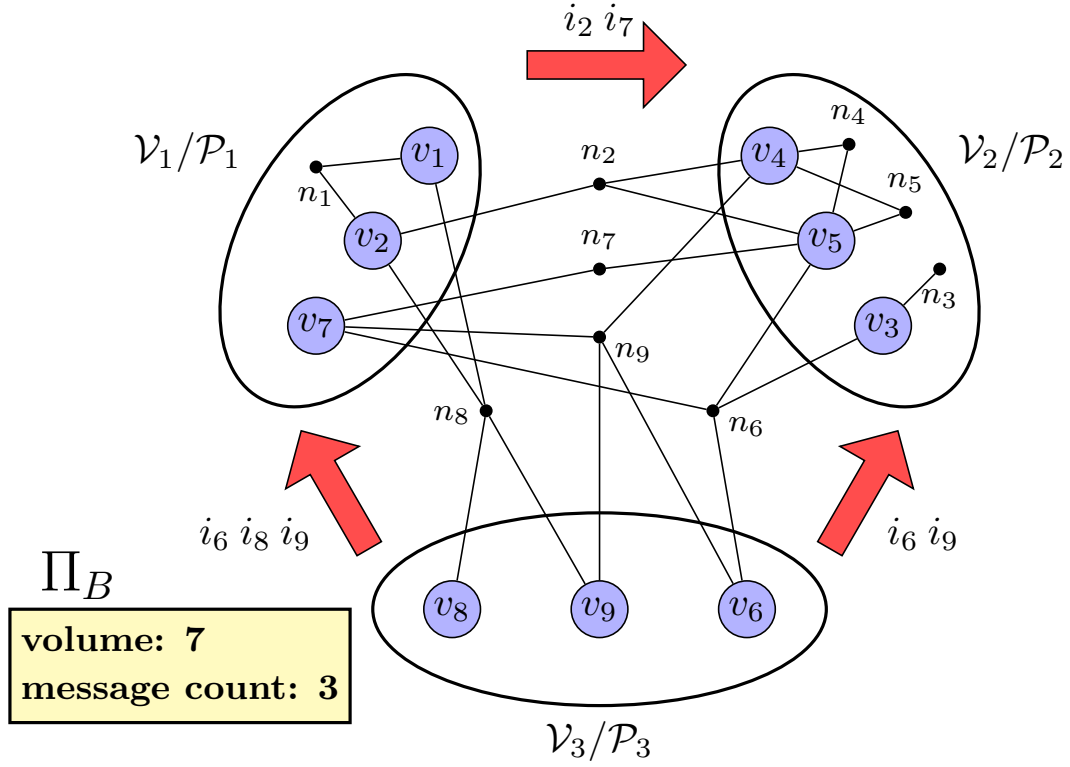 i₂ i₇
𝒱₁/𝒫₁
𝒱₂/𝒫₂
v₁
n₁
v₂
v₇
n₂
n₇
n₉
n₈
n₆
v₄
n₄
n₅
v₅
n₃
v₃
i₆ i₈ i₉
i₆ i₉
Π_B
volume: 7
message count: 3
v₈
v₉
v₆
𝒱₃/𝒫₃